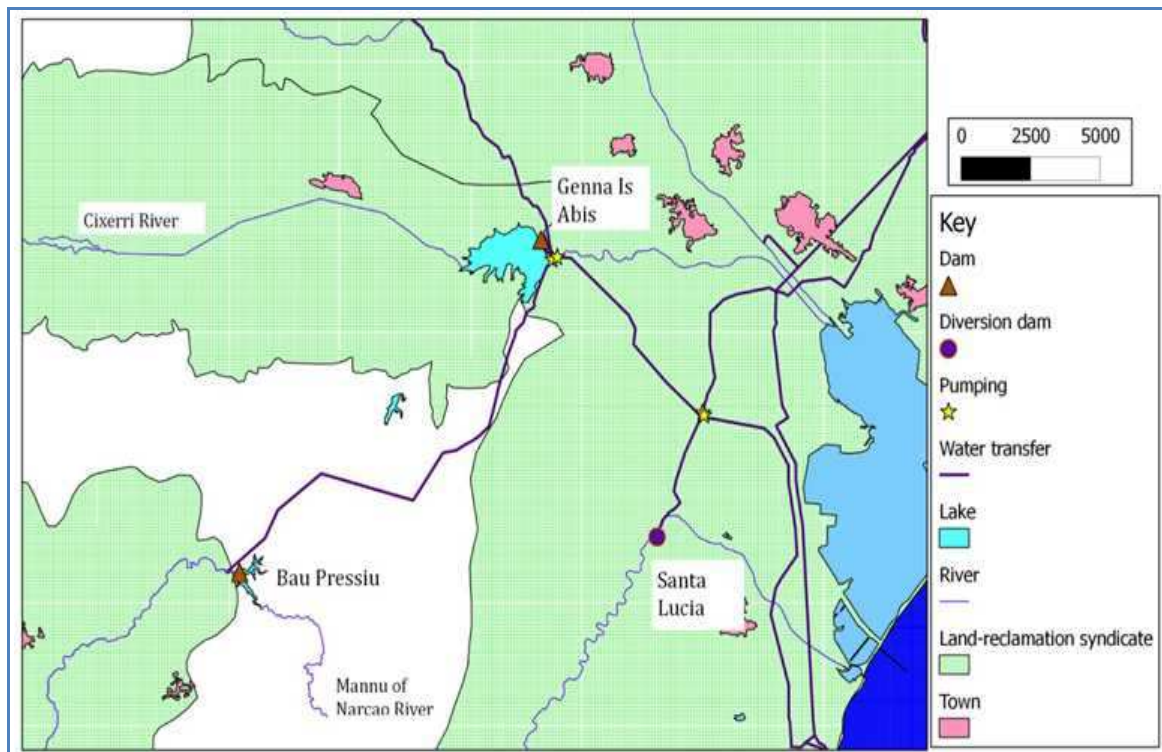 Genna Is
Abis
Cixerri River
Bau Pressiu
Santa
Lucia
Mannu of
Narcao River
0 2500 5000
Key
Dam
Diversion dam
Pumping
Water transfer
Lake
River
Land-reclamation syndicate
Town